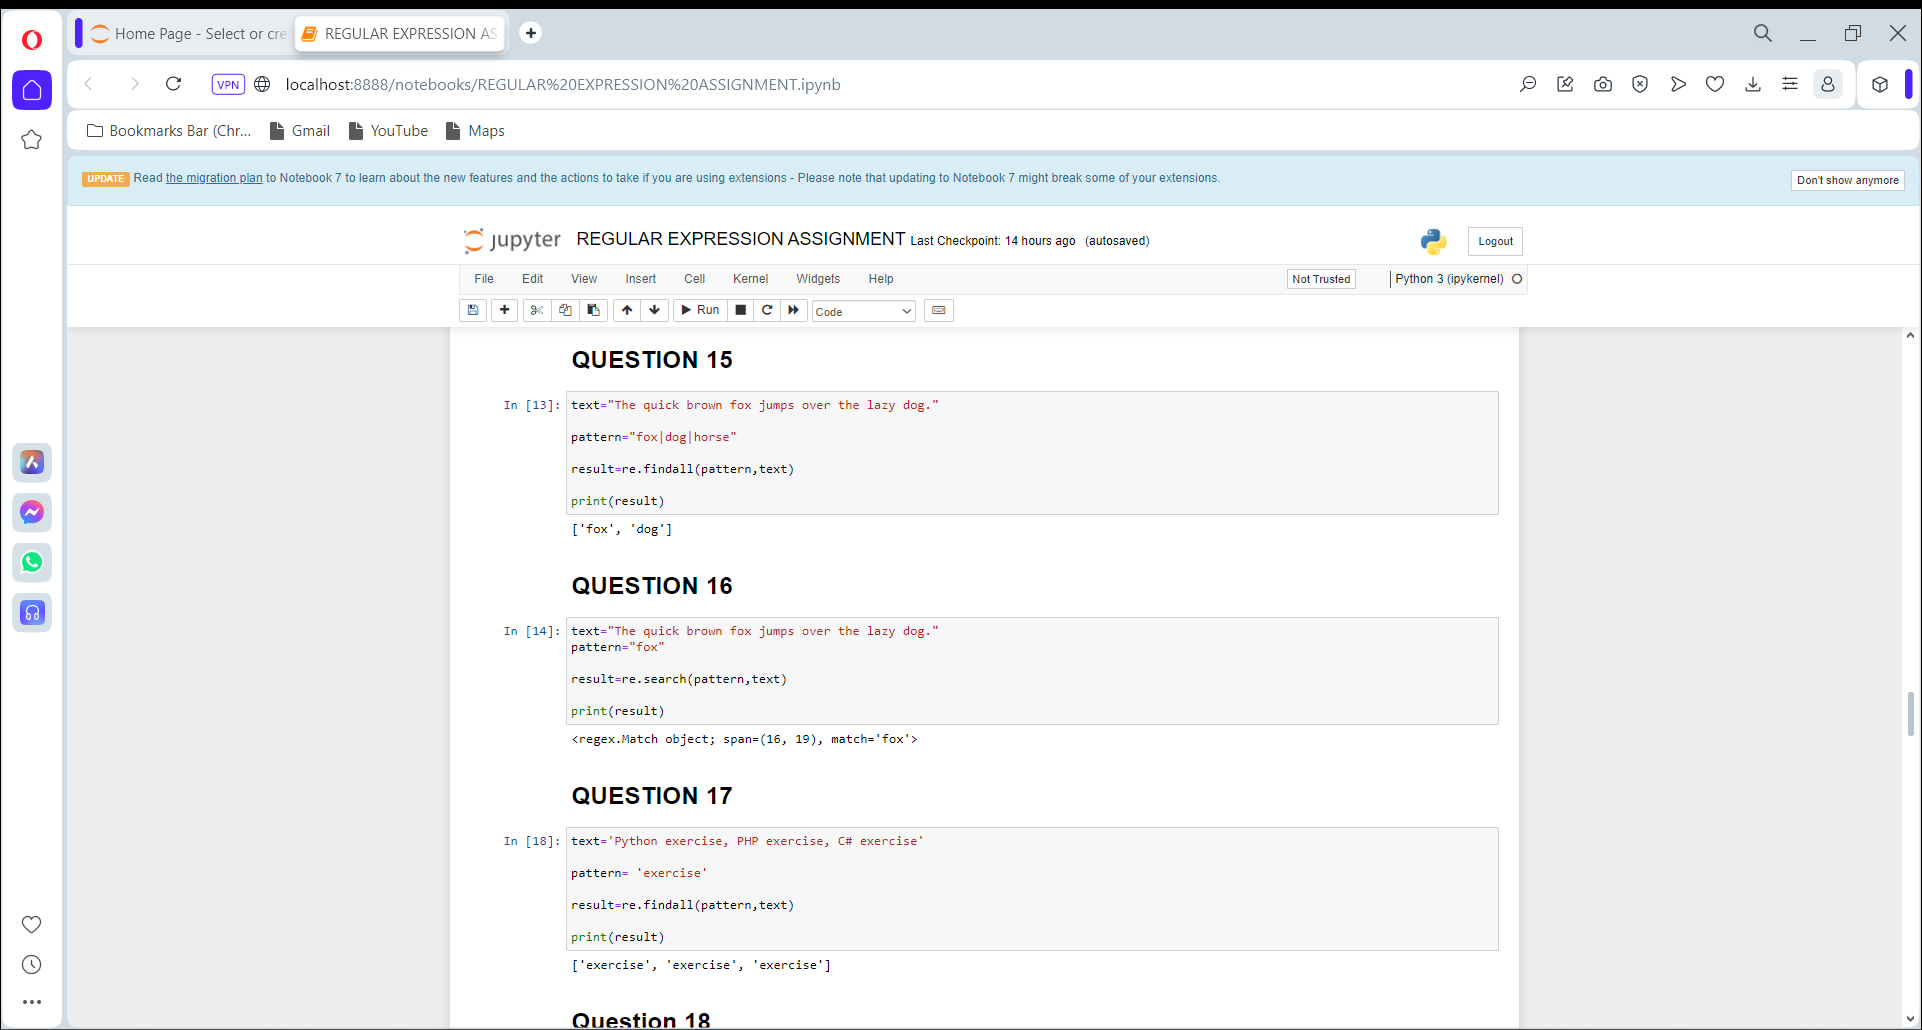 Home Page - Select or cre
REGULAR EXPRESSION AS
VPN
localhost:8888/notebooks/REGULAR%20EXPRESSION%20ASSIGNMENT.ipynb
Bookmarks Bar (Chr...
Gmail
YouTube
Maps
UPDATE Read the migration plan to Notebook 7 to learn about the new features and the actions to take if you are using extensions - Please note that updating to Notebook 7 might break some of your extensions.
Don't show anymore
jupyter REGULAR EXPRESSION ASSIGNMENT Last Checkpoint: 14 hours ago (autosaved)
Logout
File Edit View Insert Cell Kernel Widgets Help
Not Trusted
Python 3 (ipykernel)
Run
Code
QUESTION 15
In [13]: text="The quick brown fox jumps over the lazy dog."
pattern="fox|dog|horse"
result=re.findall(pattern,text)
print(result)
['fox', 'dog']
QUESTION 16
In [14]: text="The quick brown fox jumps over the lazy dog."
pattern="fox"
result=re.search(pattern,text)
print(result)
<regex.Match object; span=(16, 19), match='fox'>
QUESTION 17
In [18]: text='Python exercise, PHP exercise, C# exercise'
pattern= 'exercise'
result=re.findall(pattern,text)
print(result)
['exercise', 'exercise', 'exercise']
Question 18